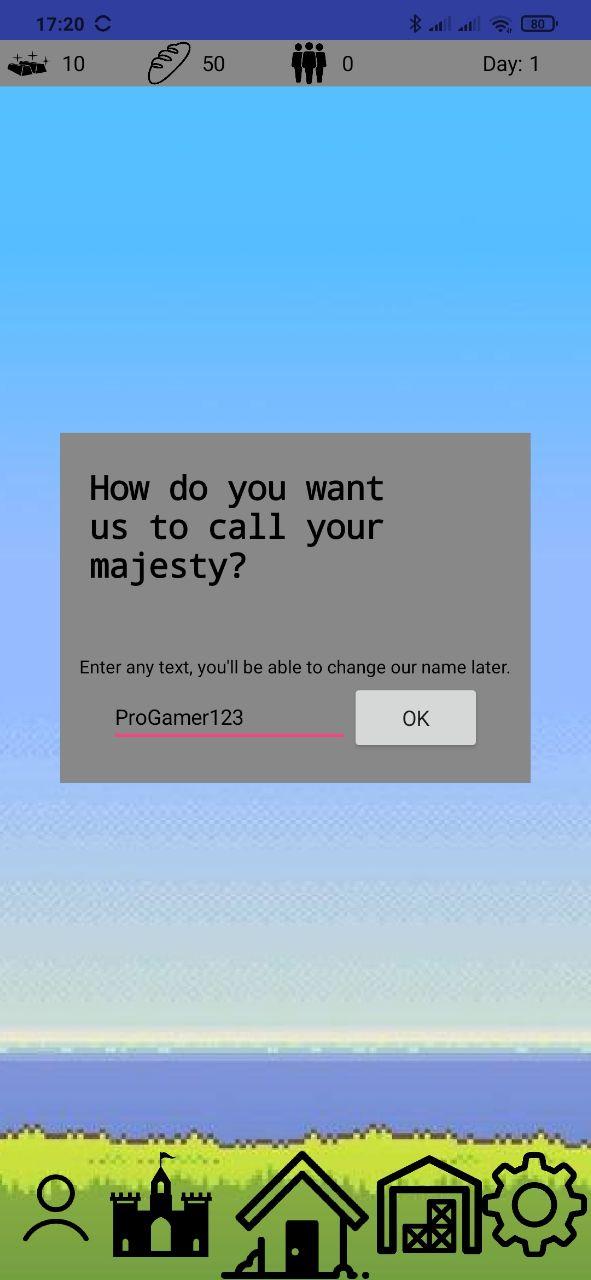 17:20 80
10 50 0 Day: 1
How do you want
us to call your
majesty?
Enter any text, you'll be able to change our name later.
ProGamer123 OK